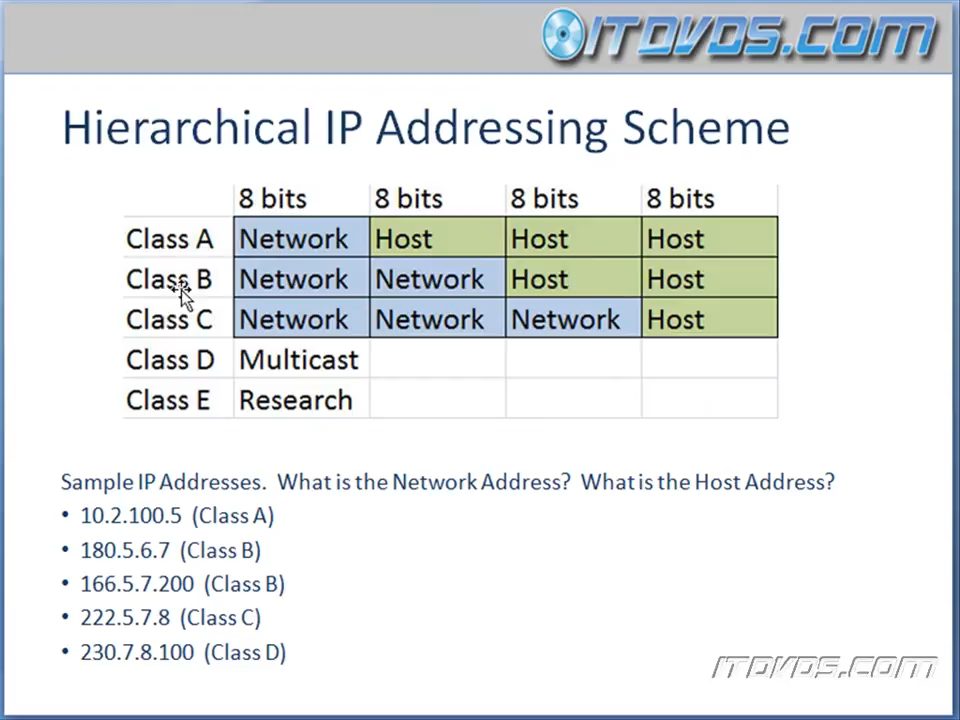 ITDVDS.COM
Hierarchical IP Addressing Scheme
8 bits 8 bits 8 bits 8 bits
Class A Network Host Host Host
Class B Network Network Host Host
Class C Network Network Network Host
Class D Multicast
Class E Research
Sample IP Addresses. What is the Network Address? What is the Host Address?
• 10.2.100.5 (Class A)
• 180.5.6.7 (Class B)
• 166.5.7.200 (Class B)
• 222.5.7.8 (Class C)
• 230.7.8.100 (Class D)
ITDVDS.COM